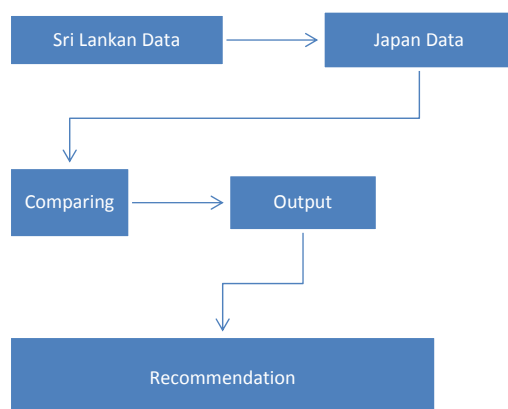 Sri Lankan Data
Japan Data
Comparing
Output
Recommendation